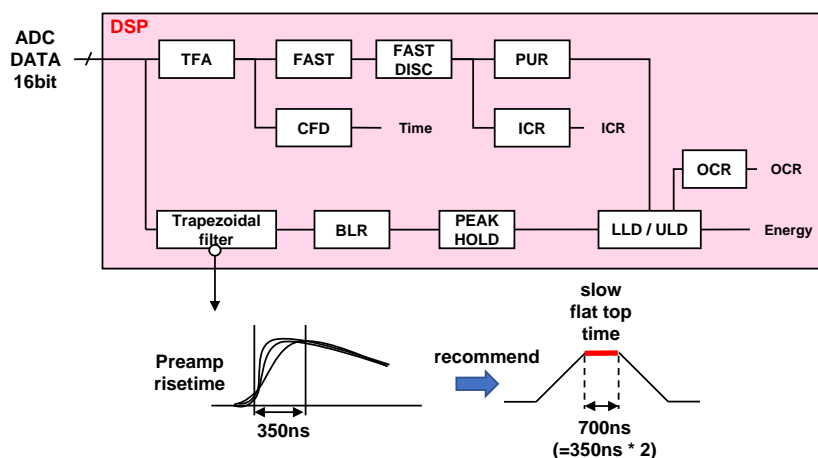 DSP
ADC
DATA
16bit
TFA
FAST
FAST
DISC
PUR
CFD
Time
ICR
ICR
OCR
OCR
Trapezoidal
filter
BLR
PEAK
HOLD
LLD / ULD
Energy
Preamp
risetime
350ns
recommend
slow
flat top
time
700ns
(=350ns * 2)